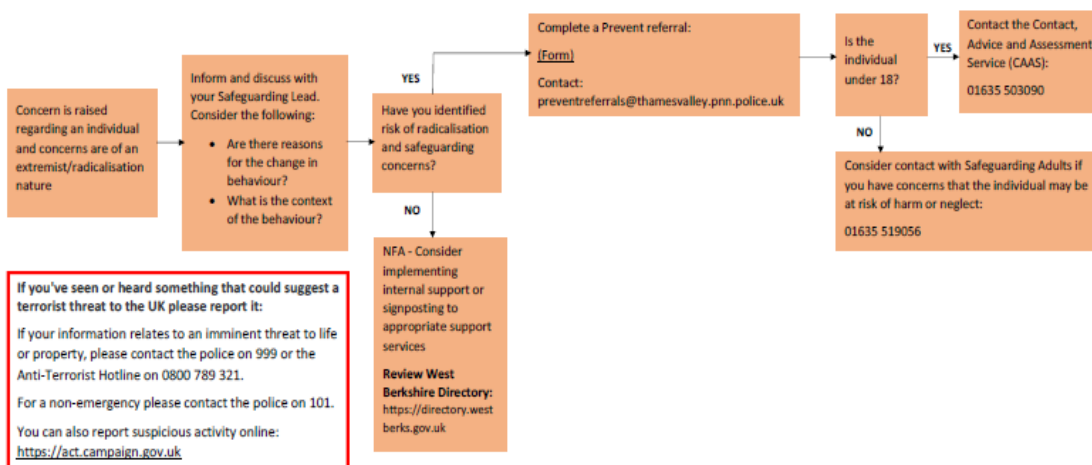 Concern is raised
regarding an individual
and concerns are of an
extremist/radicalisation
nature
Inform and discuss with
your Safeguarding Lead.
Consider the following:
• Are there reasons
for the change in
behaviour?
• What is the context
of the behaviour?
YES
Have you identified
risk of radicalisation
and safeguarding
concerns?
NO
NFA - Consider
implementing
internal support or
signposting to
appropriate support
services
Review West
Berkshire Directory:
https://directory.west
berks.gov.uk
Complete a Prevent referral:
(Form)
Contact:
preventreferrals@thamesvalley.pnn.police.uk
Is the
individual
under 18?
YES
Contact the Contact,
Advice and Assessment
Service (CAAS):
01635 503090
NO
Consider contact with Safeguarding Adults if
you have concerns that the individual may be
at risk of harm or neglect:
01635 519056
If you've seen or heard something that could suggest a
terrorist threat to the UK please report it:
If your information relates to an imminent threat to life
or property, please contact the police on 999 or the
Anti-Terrorist Hotline on 0800 789 321.
For a non-emergency please contact the police on 101.
You can also report suspicious activity online:
https://act.campaign.gov.uk